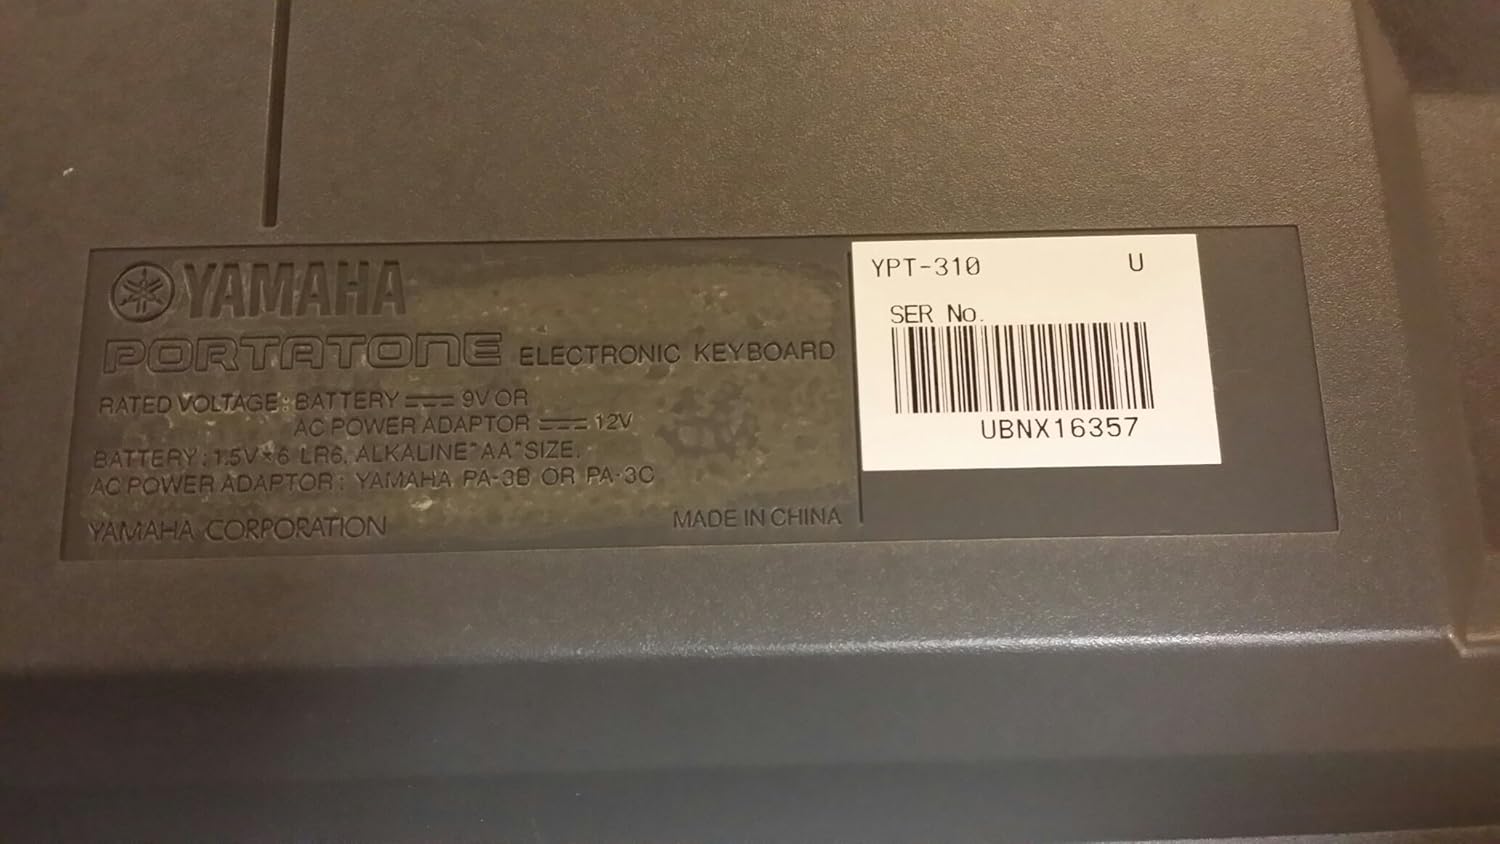 YAMAHA
PORTATONE ELECTRONIC KEYBOARD
RATED VOLTAGE: BATTERY ⎓ 9V OR
AC POWER ADAPTOR ⎓ 12V
BATTERY: 1.5V×6 LR6, ALKALINE "AA" SIZE.
AC POWER ADAPTOR: YAMAHA PA-3B OR PA-3C
YAMAHA CORPORATION
MADE IN CHINA
YPT-310 U
SER No.
UBNX16357